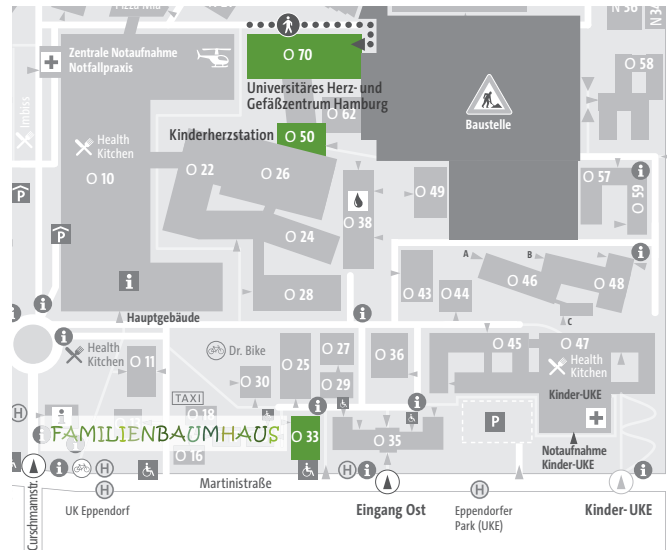 N 36
N 34
Zentrale Notaufnahme
Notfallpraxis
O 70
O 58
Universitäres Herz- und
Gefäßzentrum Hamburg
O 62
Baustelle
Imbiss
Kinderherzstation
O 50
Health
Kitchen
O 10
O 22
O 26
O 49
O 57
O 59
O 38
O 24
A
B
O 46
O 48
O 28
O 43
O 44
C
Hauptgebäude
Health
Kitchen
O 11
Dr. Bike
O 25
O 27
O 36
O 45
O 47
Health
Kitchen
O 30
O 29
Kinder-UKE
TAXI
O 18
P
FAMILIENBAUMHAUS
O 33
O 35
O 16
Notaufnahme
Kinder-UKE
H
H
H
Martinistraße
Curschmannstr.
H
UK Eppendorf
Eingang Ost
H
Eppendorfer
Park (UKE)
Kinder-UKE